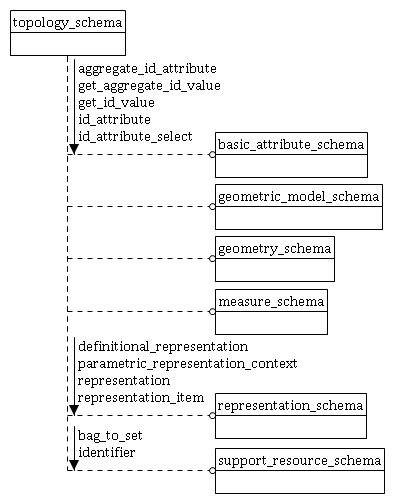 topology_schema
aggregate_id_attribute
get_aggregate_id_value
get_id_value
id_attribute
id_attribute_select
basic_attribute_schema
geometric_model_schema
geometry_schema
measure_schema
definitional_representation
parametric_representation_context
representation
representation_item
representation_schema
bag_to_set
identifier
support_resource_schema